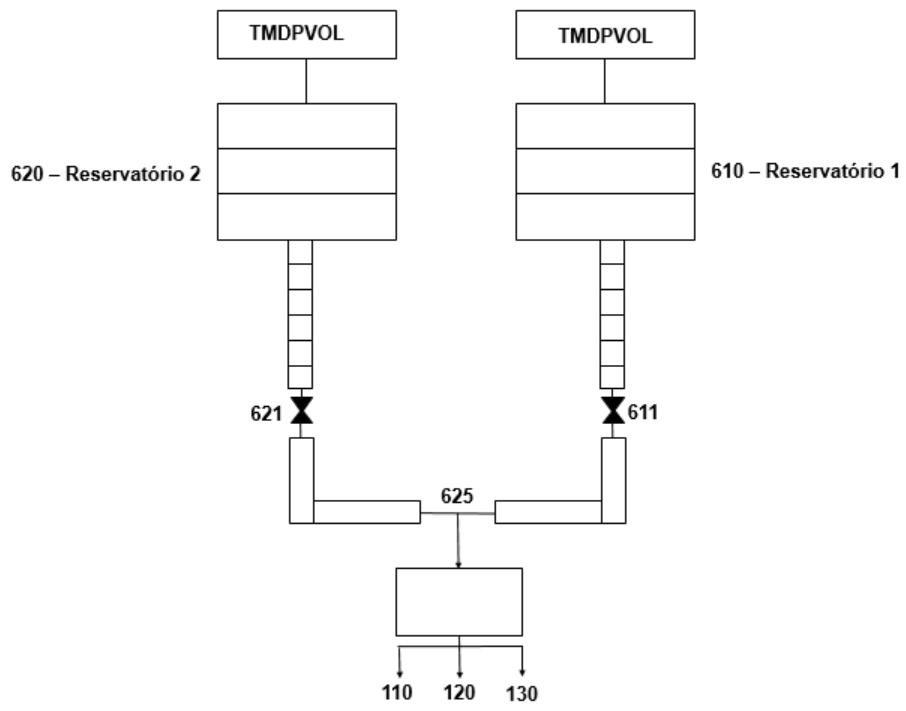 TMDPVOL
TMDPVOL
620 – Reservatório 2
610 – Reservatório 1
621
611
625
110
120
130